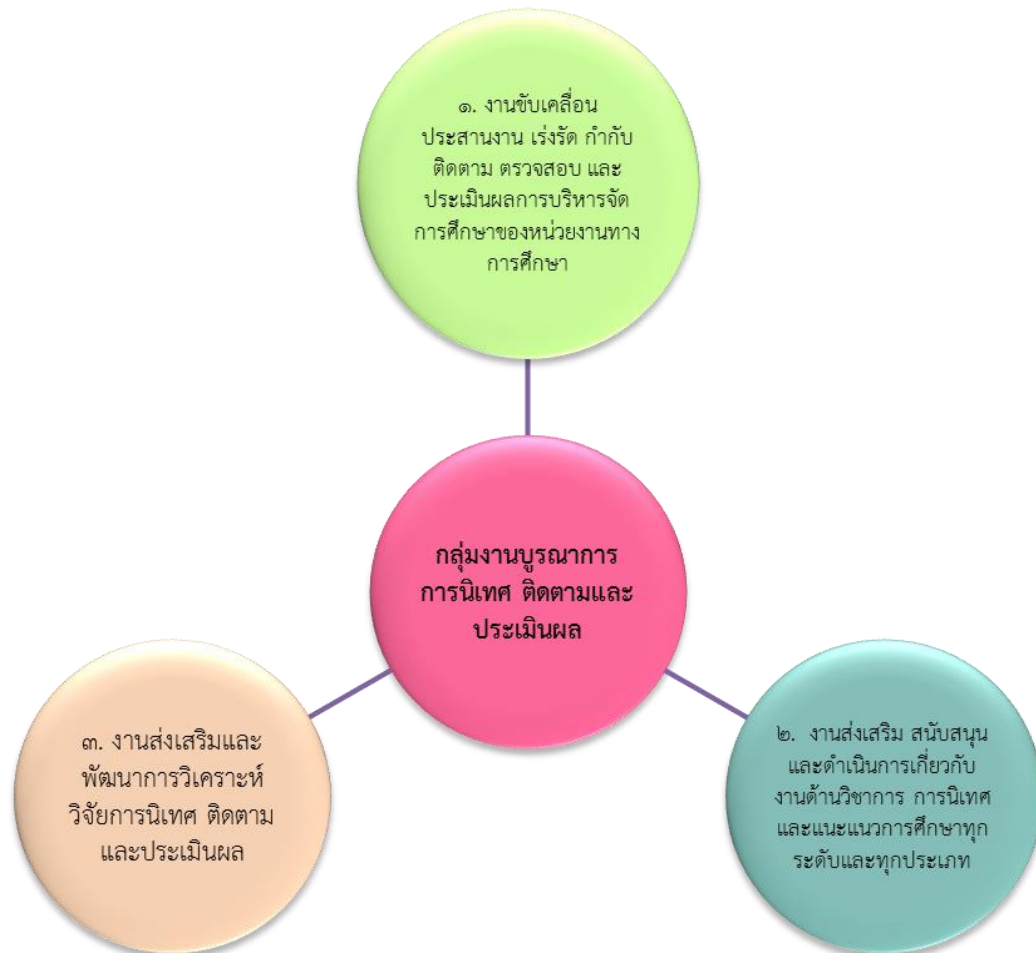 ๑. งานขับเคลื่อน
ประสานงาน เร่งรัด กำกับ
ติดตาม ตรวจสอบ และ
ประเมินผลการบริหารจัด
การศึกษาของหน่วยงานทาง
การศึกษา
กลุ่มงานบูรณาการ
การนิเทศ ติดตามและ
ประเมินผล
๓. งานส่งเสริมและ
พัฒนาการวิเคราะห์
วิจัยการนิเทศ ติดตาม
และประเมินผล
๒. งานส่งเสริม สนับสนุน
และดำเนินการเกี่ยวกับ
งานด้านวิชาการ การนิเทศ
และแนะแนวการศึกษาทุก
ระดับและทุกประเภท